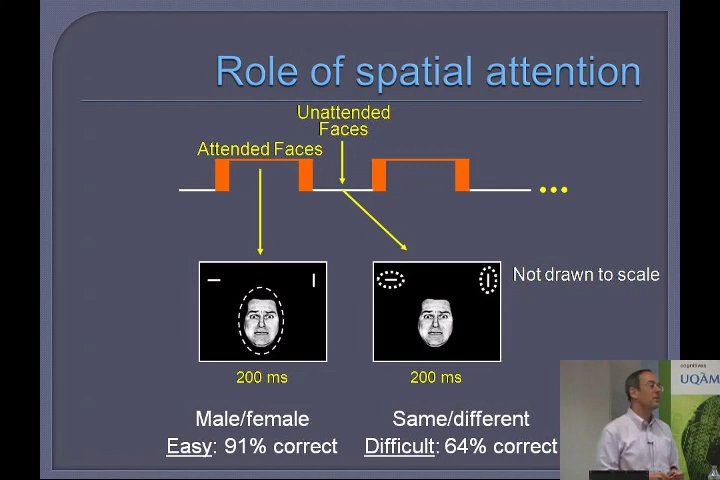 Role of spatial attention
Unattended
Faces
Attended Faces
Not drawn to scale
200 ms
200 ms
Male/female
Same/different
Easy: 91% correct
Difficult: 64% correct
cognitives
UQÀM